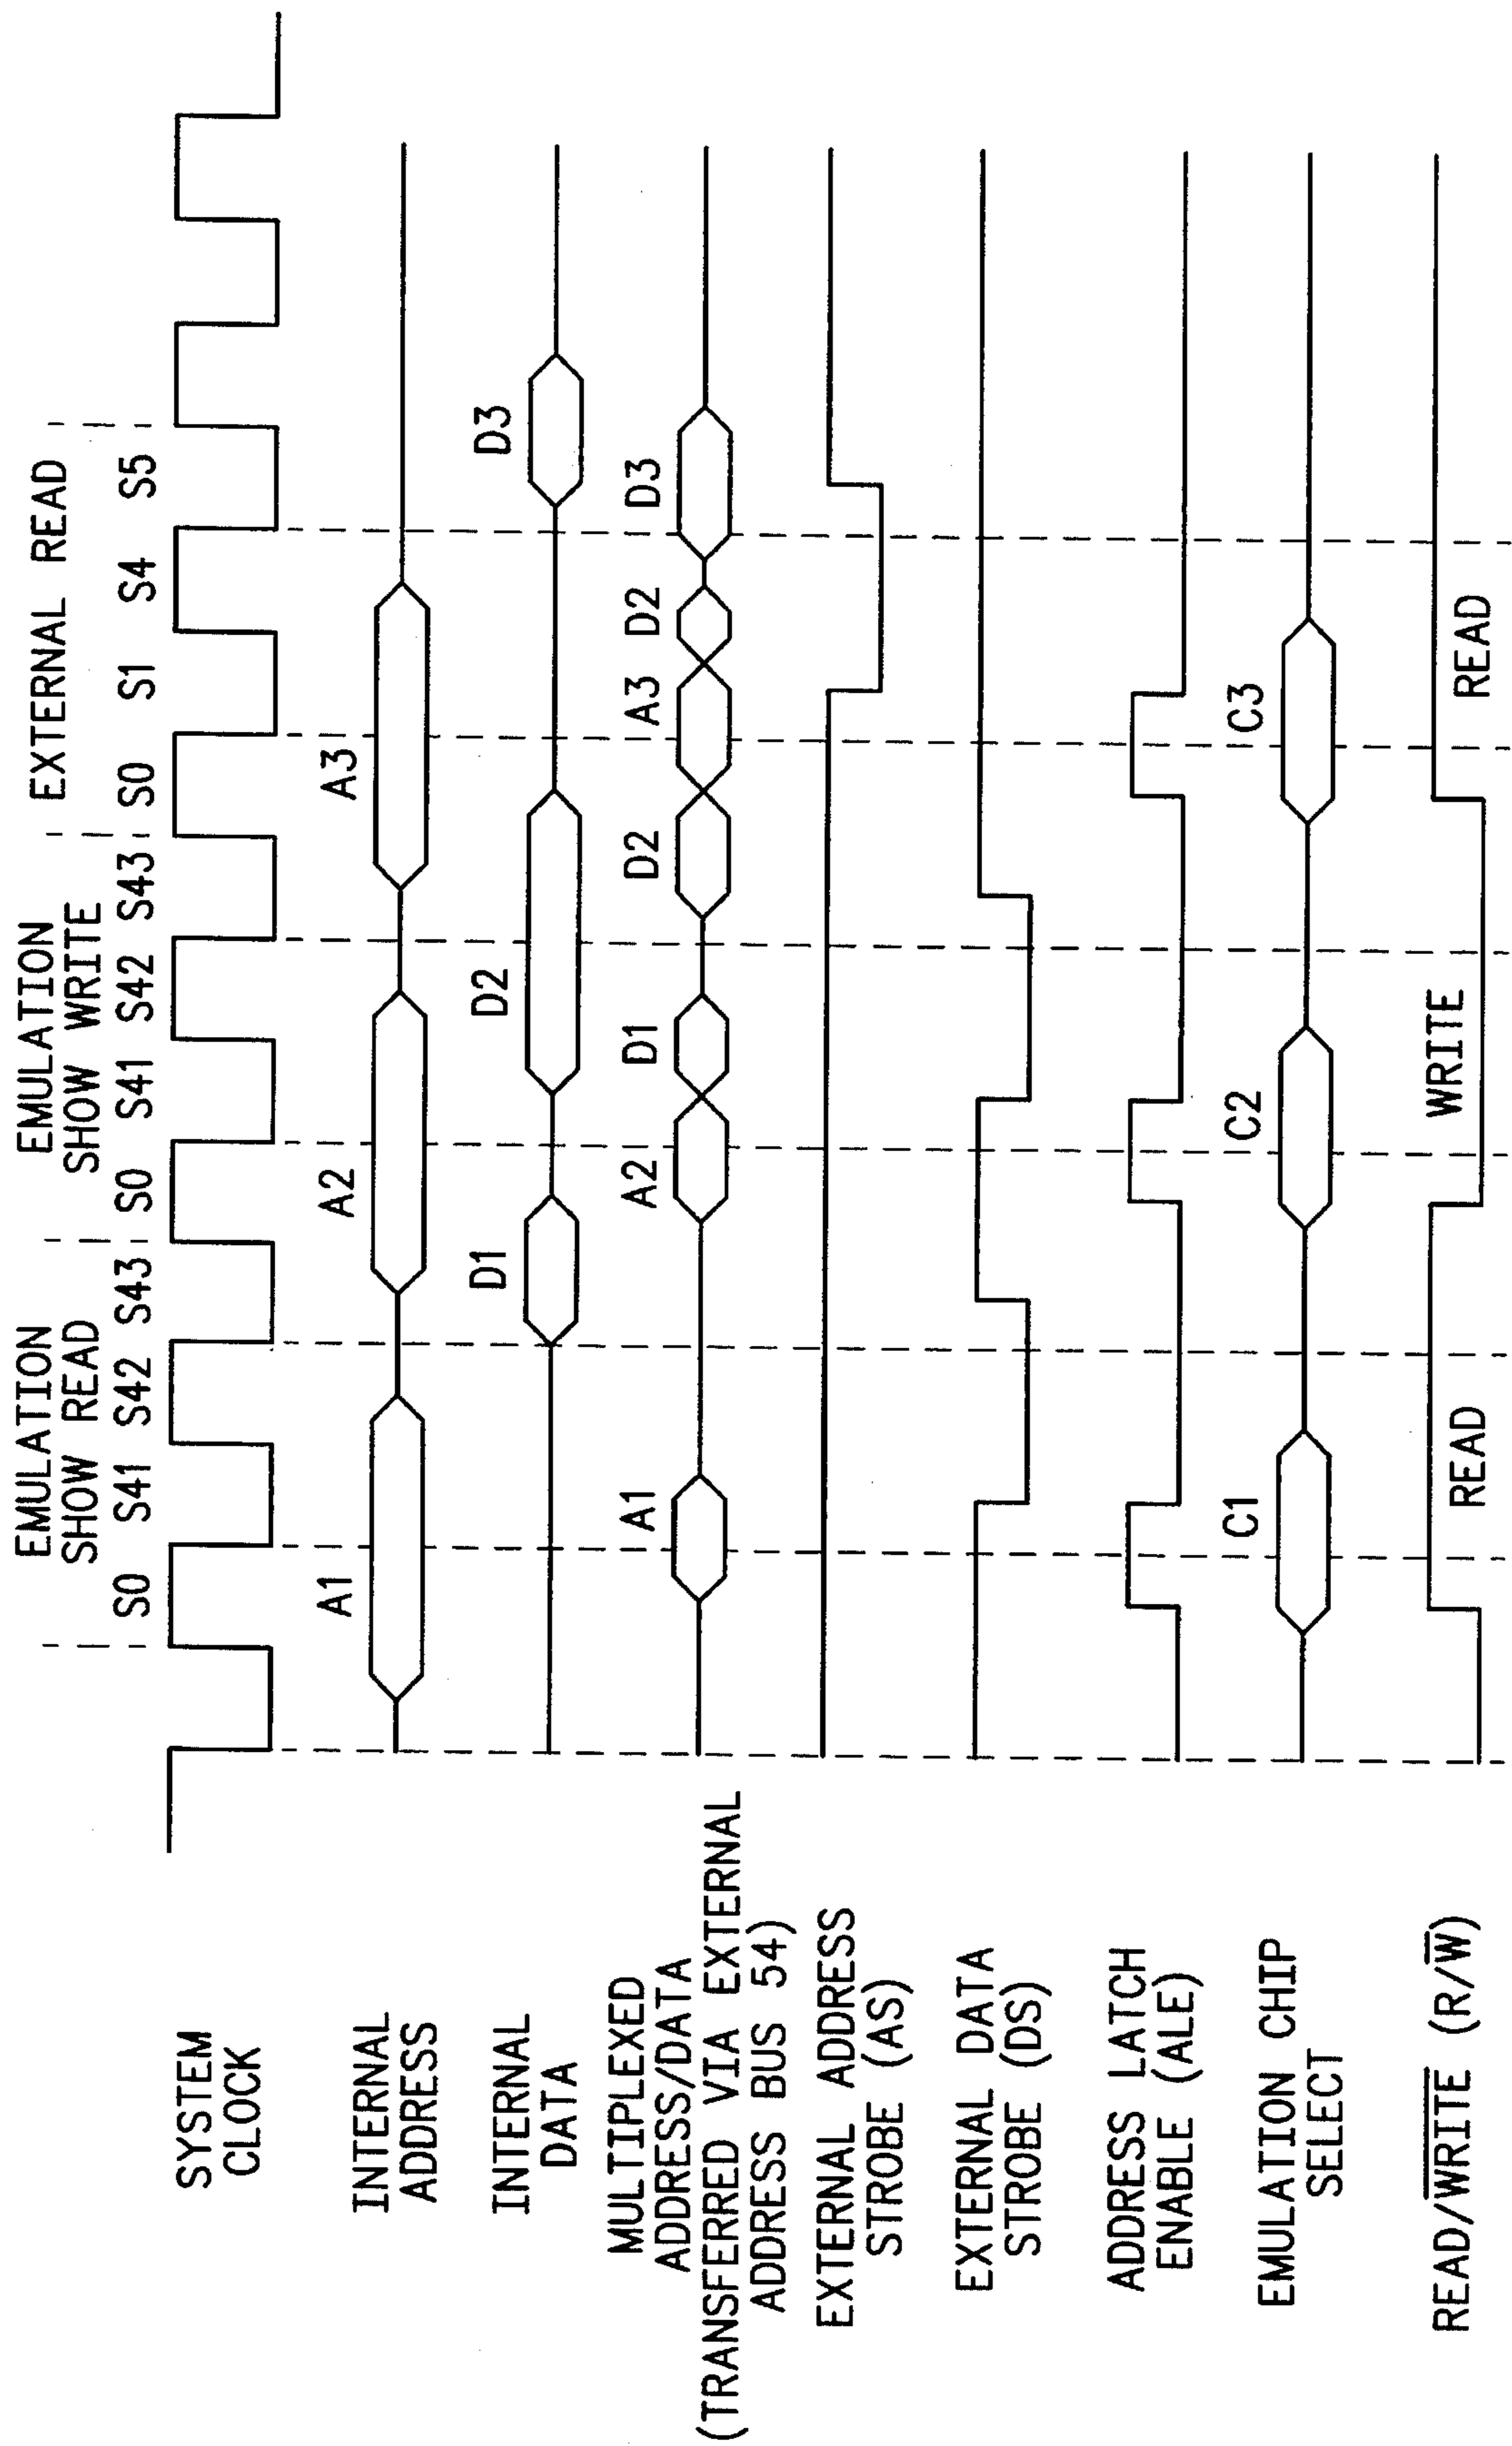 EMULATION
SHOW READ
EMULATION
SHOW WRITE
EXTERNAL READ
S0 S41 S42 S43 S0 S41 S42 S43 S0 S1 S4 S5
SYSTEM
CLOCK
INTERNAL
ADDRESS
A1 A2 A3
INTERNAL
DATA
D1 D2 D3
MULTIPLEXED
ADDRESS/DATA
(TRANSFERRED VIA EXTERNAL
ADDRESS BUS 54)
A1 A2 D1 D2 A3 D2 D3
EXTERNAL ADDRESS
STROBE (AS)
EXTERNAL DATA
STROBE (DS)
ADDRESS LATCH
ENABLE (ALE)
EMULATION CHIP
SELECT
C1 C2 C3
READ/W̅R̅I̅T̅E̅ (R/W̅)
READ WRITE READ